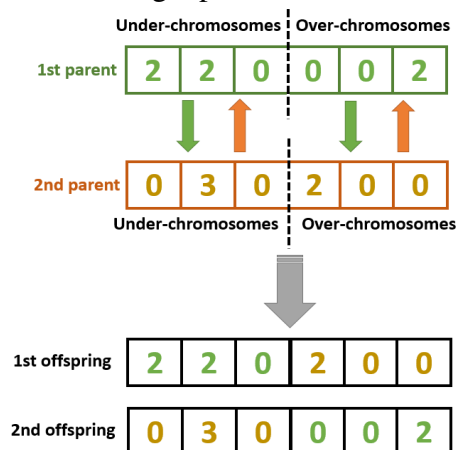 Under-chromosomes Over-chromosomes
1st parent 2 2 0 0 0 2
2nd parent 0 3 0 2 0 0
Under-chromosomes Over-chromosomes
1st offspring 2 2 0 2 0 0
2nd offspring 0 3 0 0 0 2